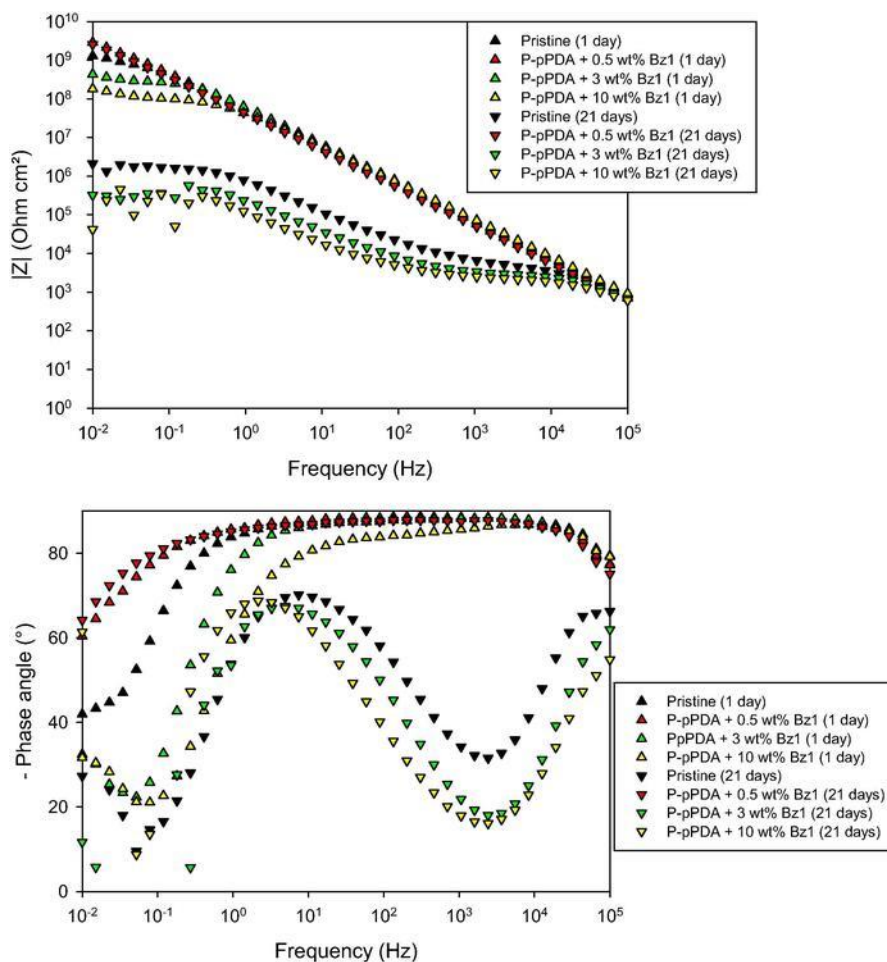 10¹⁰
10⁹
10⁸
10⁷
10⁶
10⁵
10⁴
10³
10²
10¹
10⁰
|Z| (Ohm cm²)
10⁻² 10⁻¹ 10⁰ 10¹ 10² 10³ 10⁴ 10⁵
Frequency (Hz)
Pristine (1 day)
P-pPDA + 0.5 wt% Bz1 (1 day)
P-pPDA + 3 wt% Bz1 (1 day)
P-pPDA + 10 wt% Bz1 (1 day)
Pristine (21 days)
P-pPDA + 0.5 wt% Bz1 (21 days)
P-pPDA + 3 wt% Bz1 (21 days)
P-pPDA + 10 wt% Bz1 (21 days)
80
60
40
20
0
- Phase angle (°)
10⁻² 10⁻¹ 10⁰ 10¹ 10² 10³ 10⁴ 10⁵
Frequency (Hz)
Pristine (1 day)
P-pPDA + 0.5 wt% Bz1 (1 day)
PpPDA + 3 wt% Bz1 (1 day)
P-pPDA + 10 wt% Bz1 (1 day)
Pristine (21 days)
P-pPDA + 0.5 wt% Bz1 (21 days)
P-pPDA + 3 wt% Bz1 (21 days)
P-pPDA + 10 wt% Bz1 (21 days)